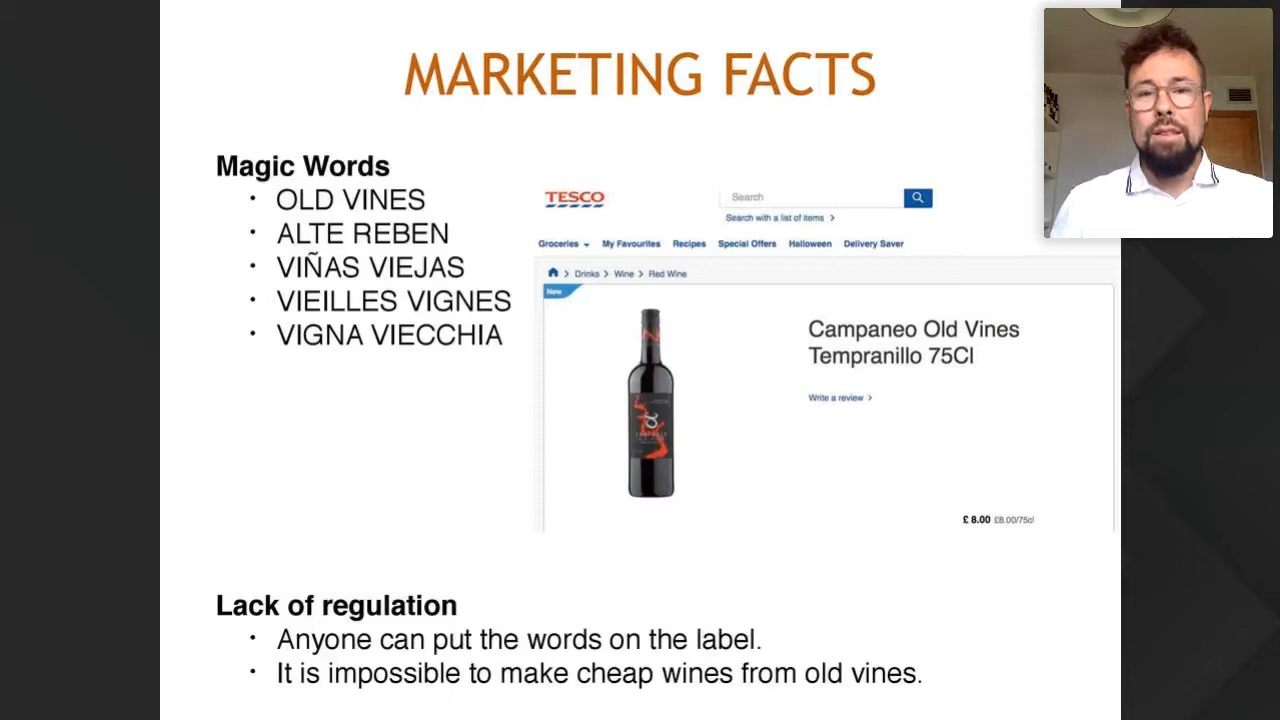 MARKETING FACTS
Magic Words
• OLD VINES
• ALTE REBEN
• VIÑAS VIEJAS
• VIEILLES VIGNES
• VIGNA VIECCHIA
TESCO
Search
Search with a list of items >
Groceries My Favourites Recipes Special Offers Halloween Delivery Saver
> Drinks > Wine > Red Wine
New
Campaneo Old Vines
Tempranillo 75Cl
Write a review >
£ 8.00 £8.00/75cl
Lack of regulation
• Anyone can put the words on the label.
• It is impossible to make cheap wines from old vines.